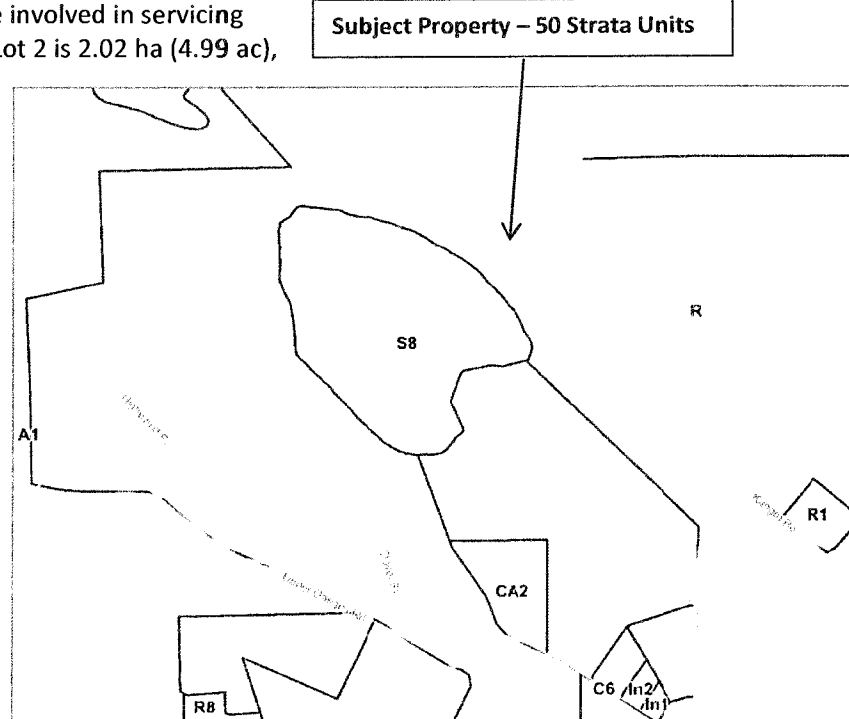 e involved in servicing
Lot 2 is 2.02 ha (4.99 ac),
Subject Property – 50 Strata Units
R
S8
A1
R1
CA2
C6
In2
In1
R8